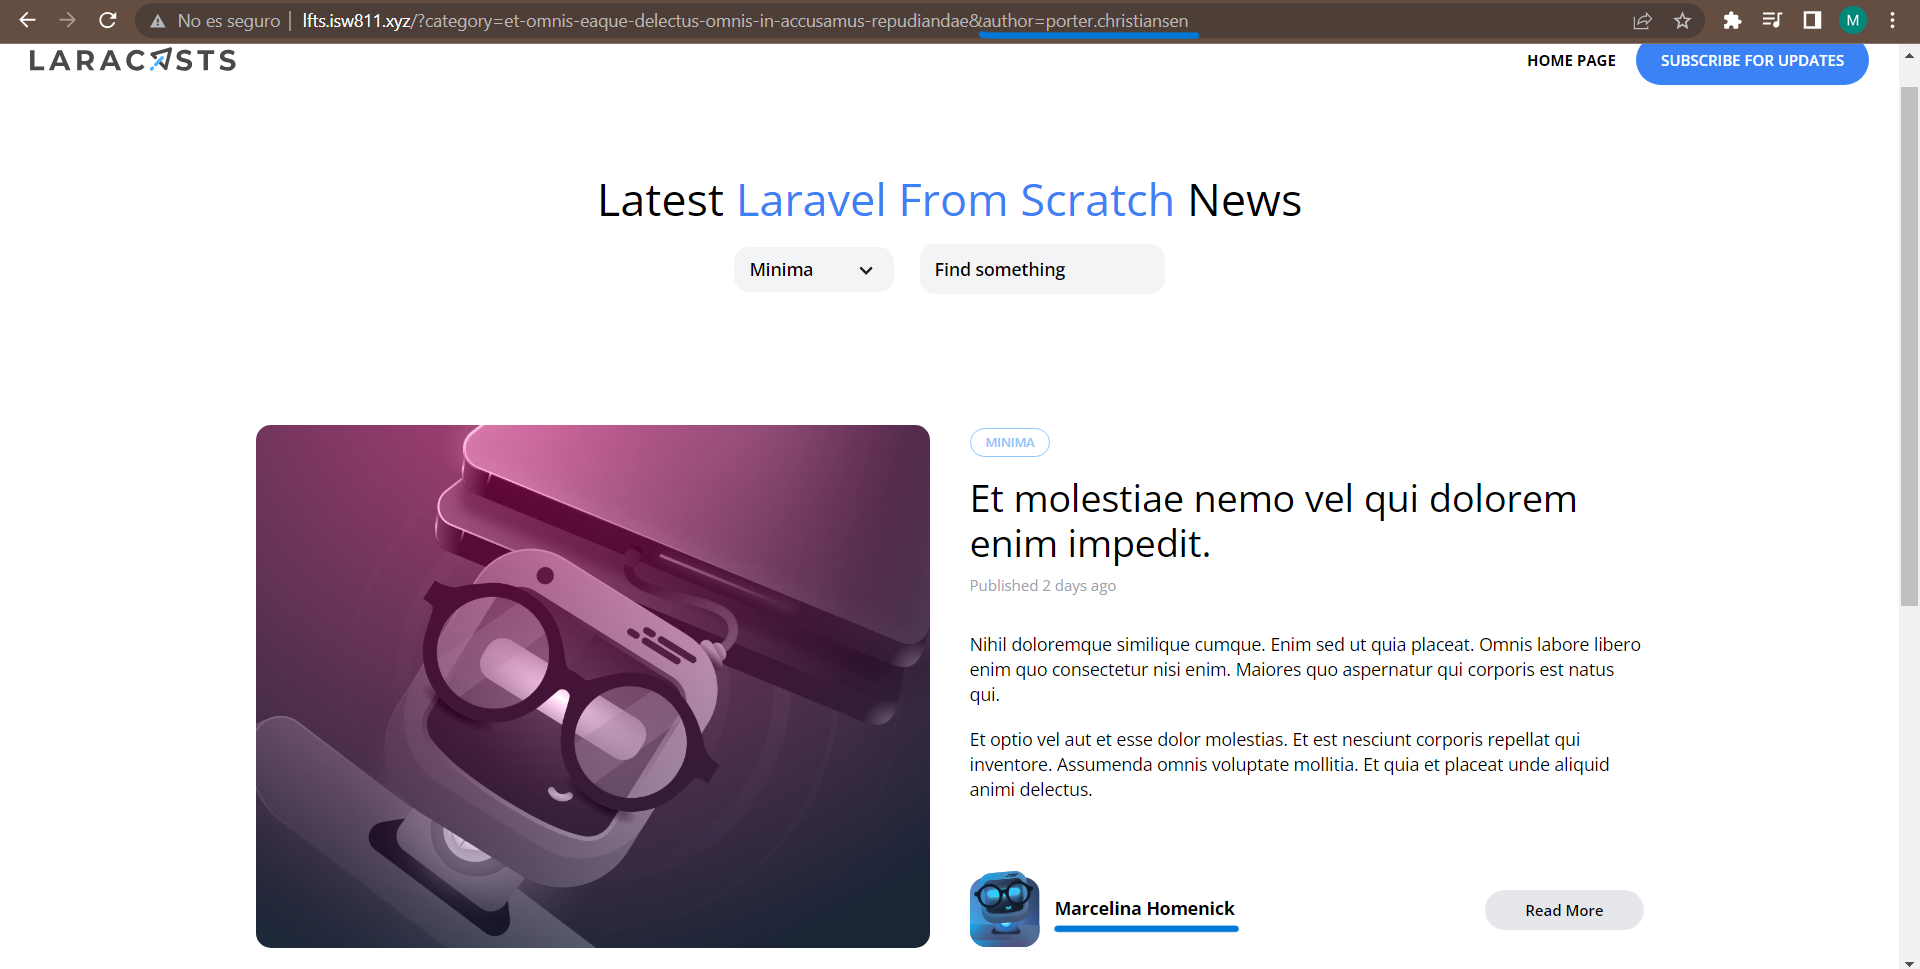 No es seguro | lfts.isw811.xyz/?category=et-omnis-eaque-delectus-omnis-in-accusamus-repudiandae&author=porter.christiansen
M
LARACASTS
HOME PAGE
SUBSCRIBE FOR UPDATES
Latest Laravel From Scratch News
Minima
Find something
MINIMA
Et molestiae nemo vel qui dolorem
enim impedit.
Published 2 days ago
Nihil doloremque similique cumque. Enim sed ut quia placeat. Omnis labore libero
enim quo consectetur nisi enim. Maiores quo aspernatur qui corporis est natus
qui.
Et optio vel aut et esse dolor molestias. Et est nesciunt corporis repellat qui
inventore. Assumenda omnis voluptate mollitia. Et quia et placeat unde aliquid
animi delectus.
Marcelina Homenick
Read More